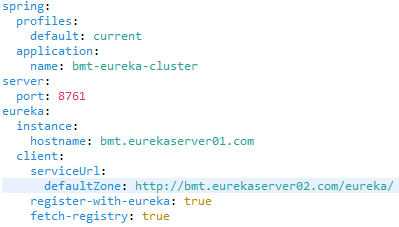 spring:
  profiles:
    default: current
  application:
    name: bmt-eureka-cluster
server:
  port: 8761
eureka:
  instance:
    hostname: bmt.eurekaserver01.com
  client:
    serviceUrl:
      defaultZone: http://bmt.eurekaserver02.com/eureka/
    register-with-eureka: true
    fetch-registry: true